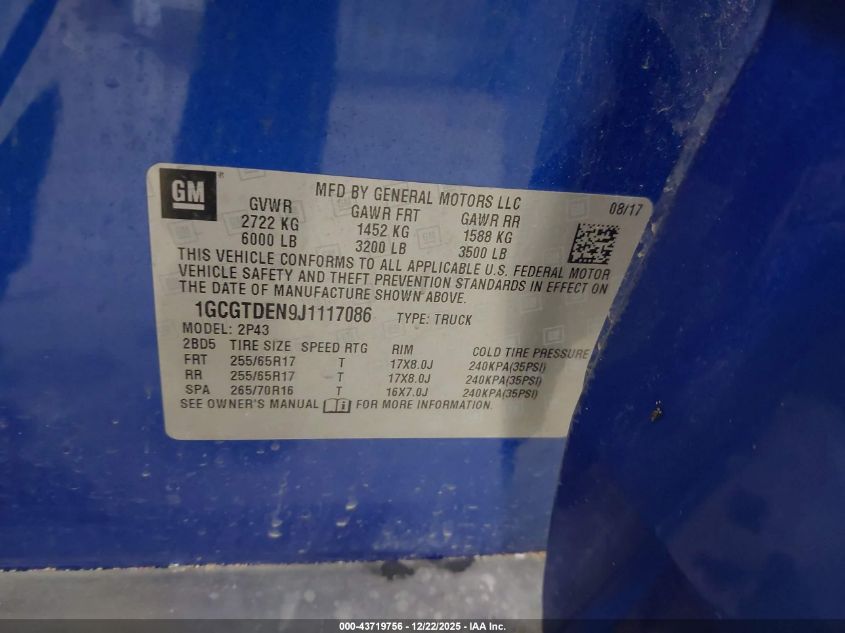 GM
MFD BY GENERAL MOTORS LLC
08/17
GVWR GAWR FRT GAWR RR
2722 KG 1452 KG 1588 KG
6000 LB 3200 LB 3500 LB
THIS VEHICLE CONFORMS TO ALL APPLICABLE U.S. FEDERAL MOTOR
VEHICLE SAFETY AND THEFT PREVENTION STANDARDS IN EFFECT ON
THE DATE OF MANUFACTURE SHOWN ABOVE.
1GCGTDEN9J1117086 TYPE: TRUCK
MODEL: 2P43
2BD5 TIRE SIZE SPEED RTG RIM COLD TIRE PRESSURE
FRT 255/65R17 T 17X8.0J 240KPA(35PSI)
RR 255/65R17 T 17X8.0J 240KPA(35PSI)
SPA 265/70R16 T 16X7.0J 240KPA(35PSI)
SEE OWNER'S MANUAL FOR MORE INFORMATION.
000-43719756 - 12/22/2025 - IAA Inc.